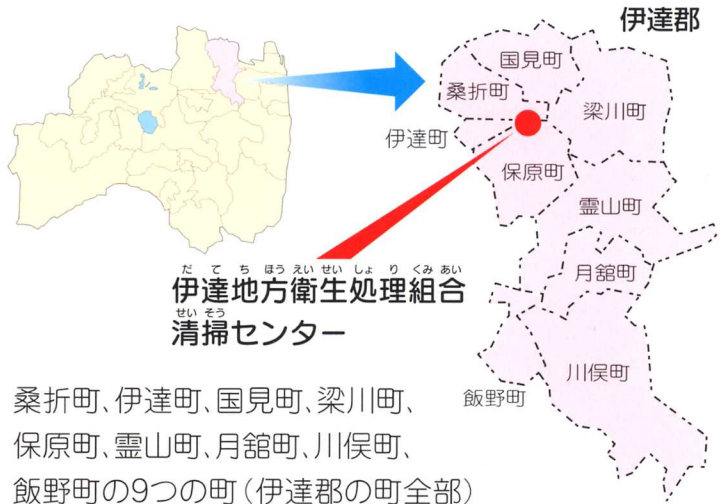 伊達郡
国見町
桑折町
梁川町
伊達町
保原町
霊山町
月舘町
川俣町
飯野町
だ て ち ほう えい せい しょ り くみ あい
伊達地方衛生処理組合
せい そう
清掃センター
桑折町、伊達町、国見町、梁川町、
保原町、霊山町、月舘町、川俣町、
飯野町の9つの町（伊達郡の町全部）